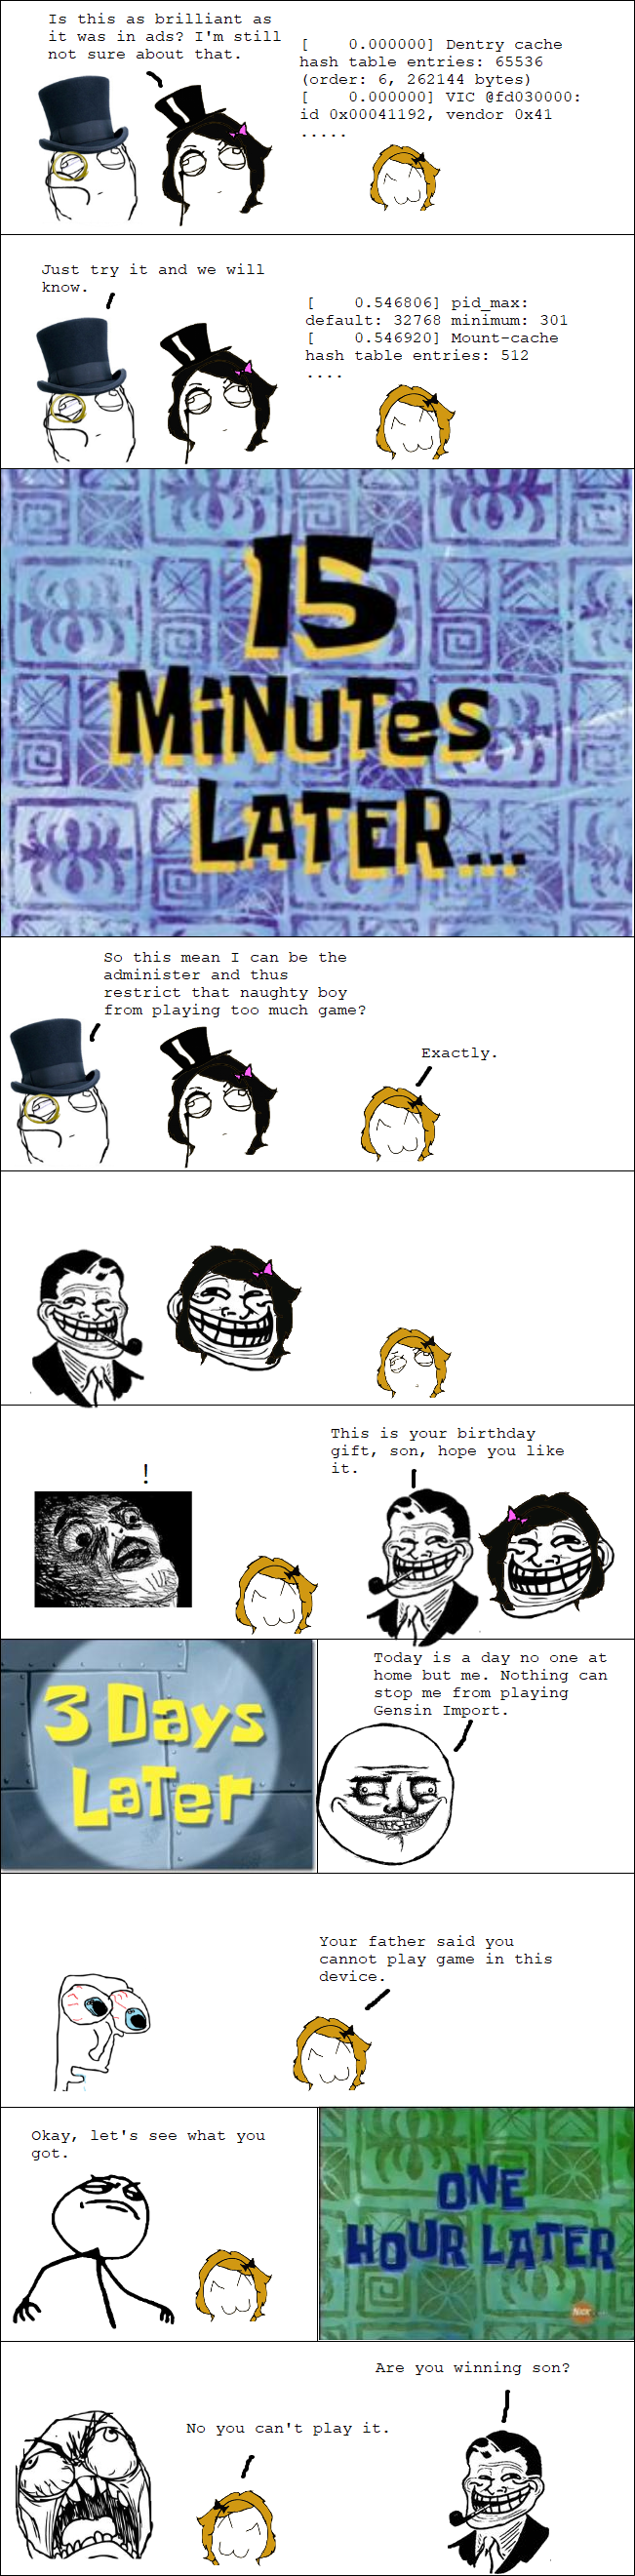 Is this as brilliant as
it was in ads? I'm still
not sure about that.
[    0.000000] Dentry cache
hash table entries: 65536
(order: 6, 262144 bytes)
[    0.000000] VIC @fd030000:
id 0x00041192, vendor 0x41
.....
Just try it and we will
know.
[    0.546806] pid_max:
default: 32768 minimum: 301
[    0.546920] Mount-cache
hash table entries: 512
....
15
MiNUTeS
LATER...
So this mean I can be the
administer and thus
restrict that naughty boy
from playing too much game?
Exactly.
!
This is your birthday
gift, son, hope you like
it.
3 Days
LaTer
Today is a day no one at
home but me. Nothing can
stop me from playing
Gensin Import.
Your father said you
cannot play game in this
device.
Okay, let's see what you
got.
ONE
HOUR LATER
Nick
Are you winning son?
No you can't play it.